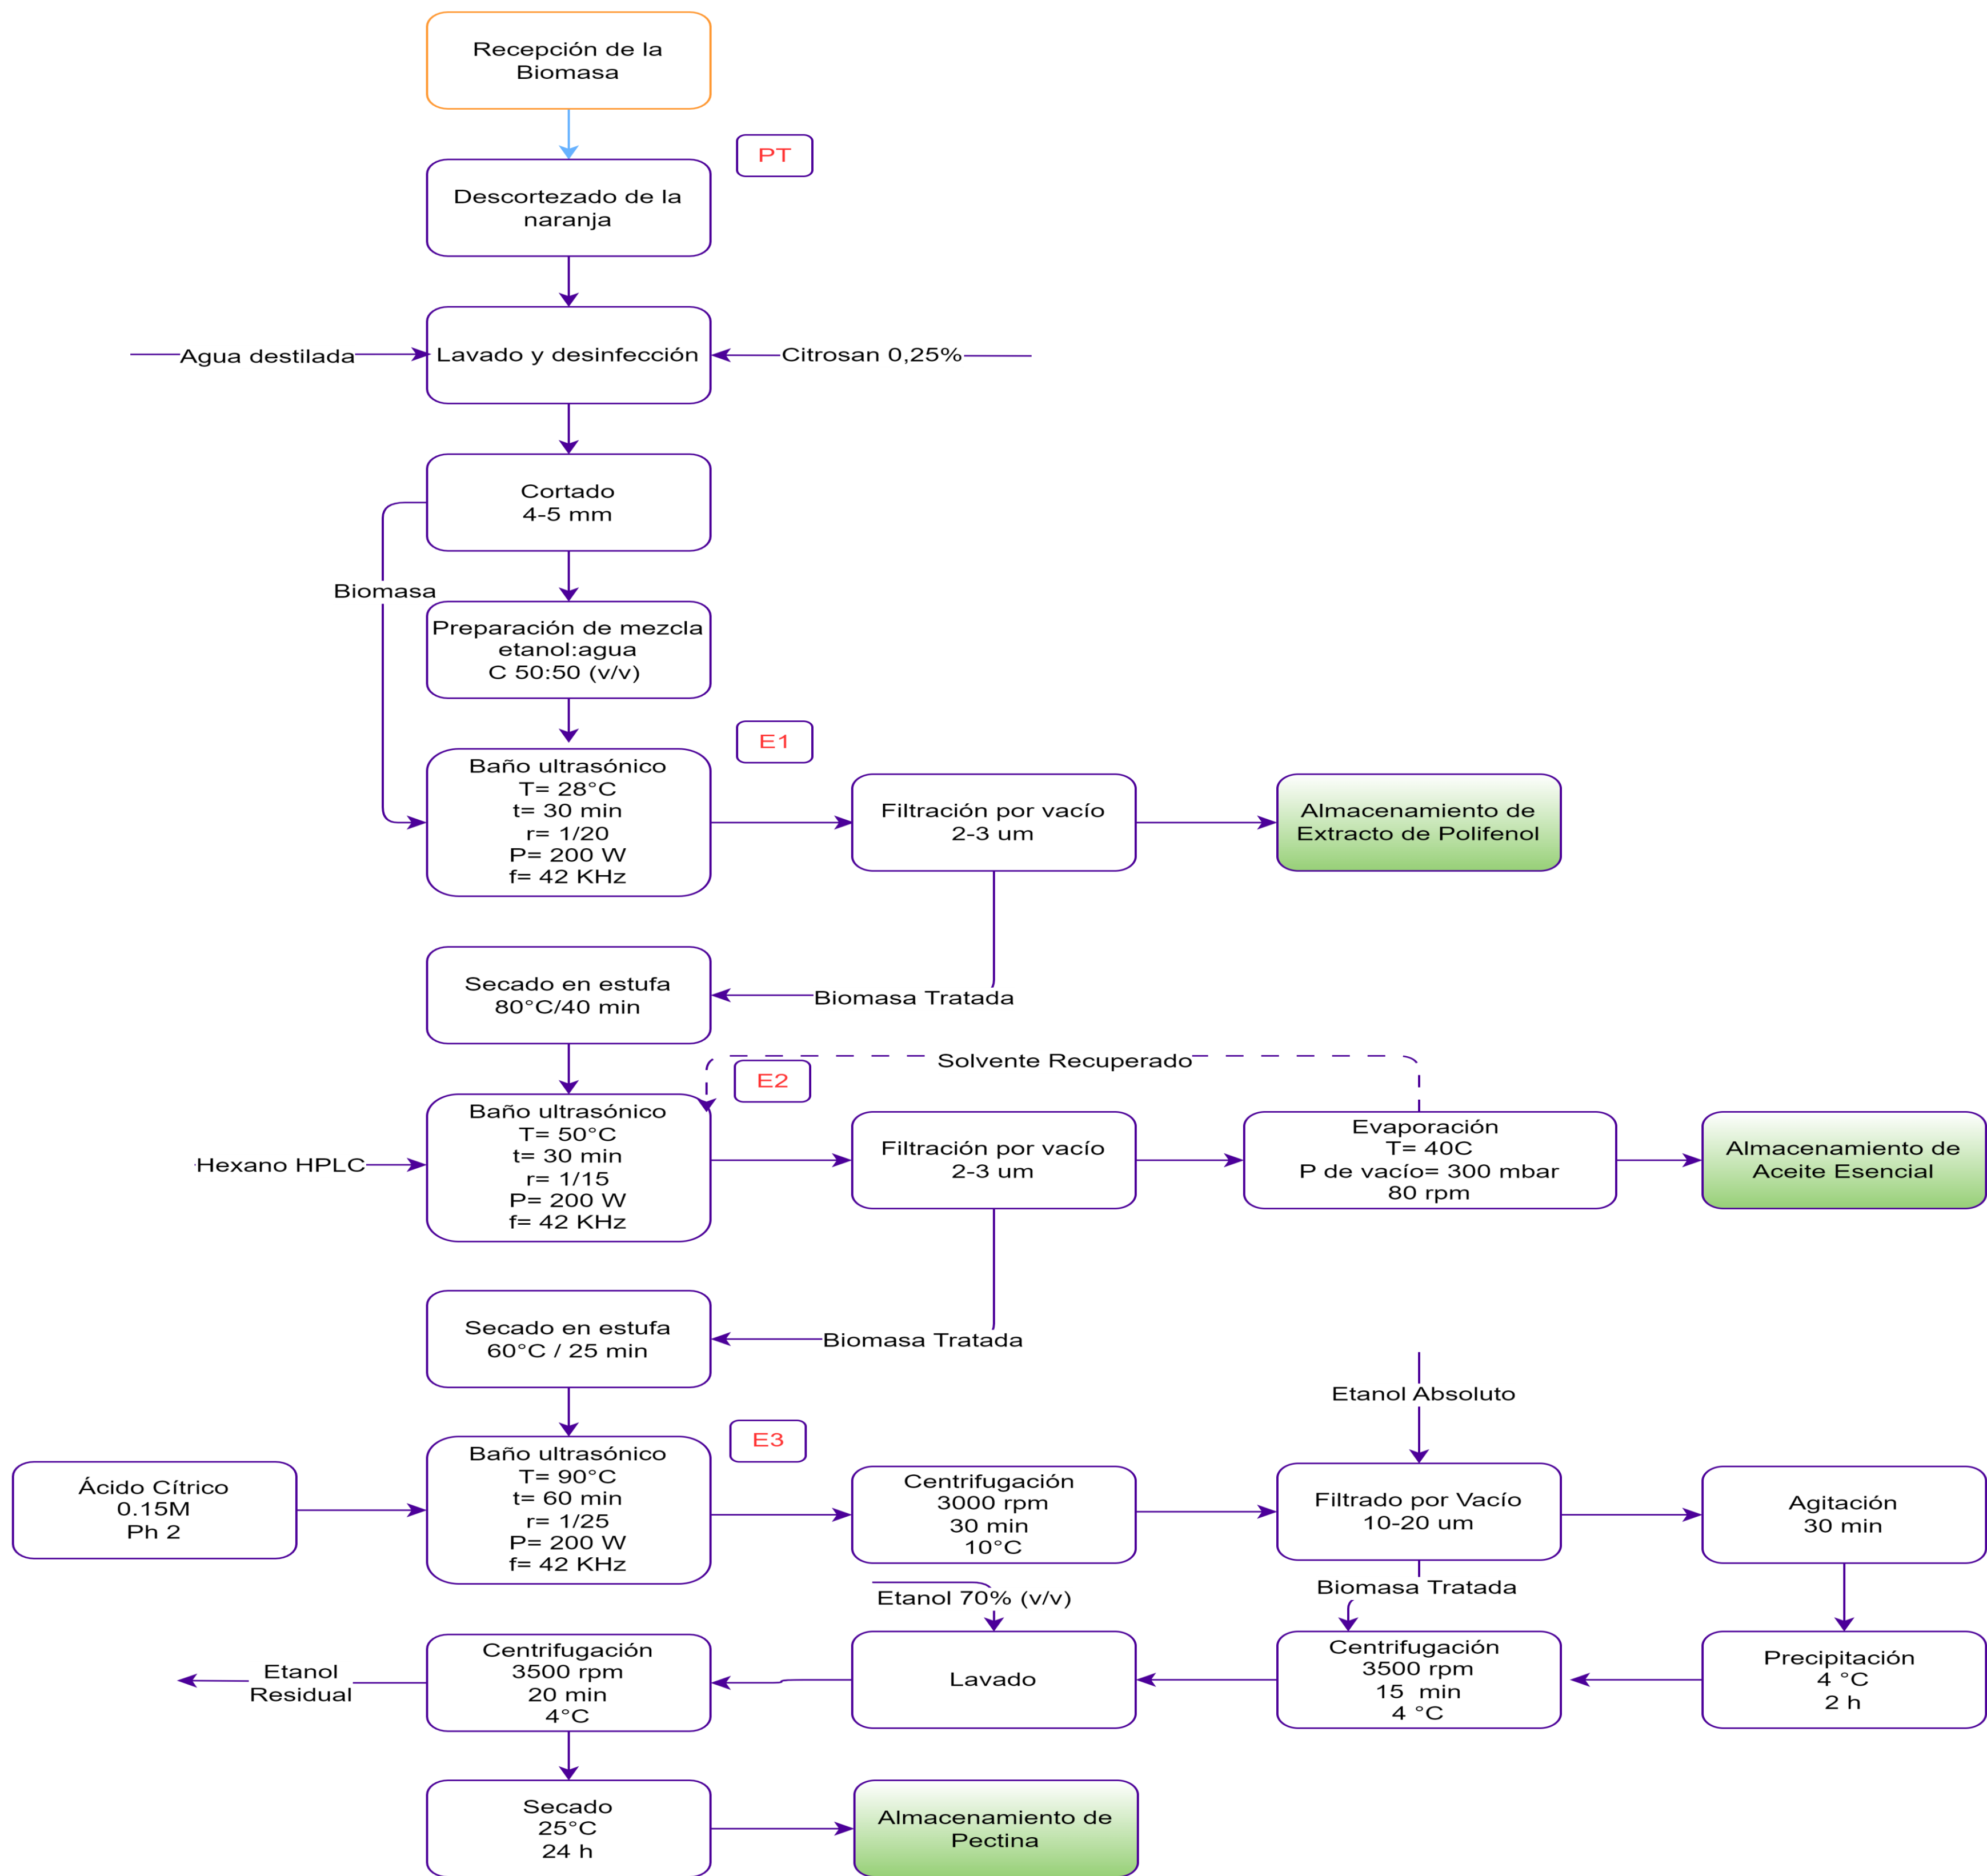 Recepción de la
Biomasa
PT
Descortezado de la
naranja
Agua destilada
Lavado y desinfección
Citrosan 0,25%
Cortado
4-5 mm
Biomasa
Preparación de mezcla
etanol:agua
C 50:50 (v/v)
E1
Baño ultrasónico
T= 28°C
t= 30 min
r= 1/20
P= 200 W
f= 42 KHz
Filtración por vacío
2-3 um
Almacenamiento de
Extracto de Polifenol
Secado en estufa
80°C/40 min
Biomasa Tratada
Solvente Recuperado
E2
Baño ultrasónico
T= 50°C
t= 30 min
r= 1/15
P= 200 W
f= 42 KHz
Hexano HPLC
Filtración por vacío
2-3 um
Evaporación
T= 40C
P de vacío= 300 mbar
80 rpm
Almacenamiento de
Aceite Esencial
Secado en estufa
60°C / 25 min
Biomasa Tratada
Etanol Absoluto
E3
Ácido Cítrico
0.15M
Ph 2
Baño ultrasónico
T= 90°C
t= 60 min
r= 1/25
P= 200 W
f= 42 KHz
Centrifugación
3000 rpm
30 min
10°C
Filtrado por Vacío
10-20 um
Agitación
30 min
Etanol 70% (v/v)
Biomasa Tratada
Etanol
Residual
Centrifugación
3500 rpm
20 min
4°C
Lavado
Centrifugación
3500 rpm
15  min
4 °C
Precipitación
4 °C
2 h
Secado
25°C
24 h
Almacenamiento de
Pectina